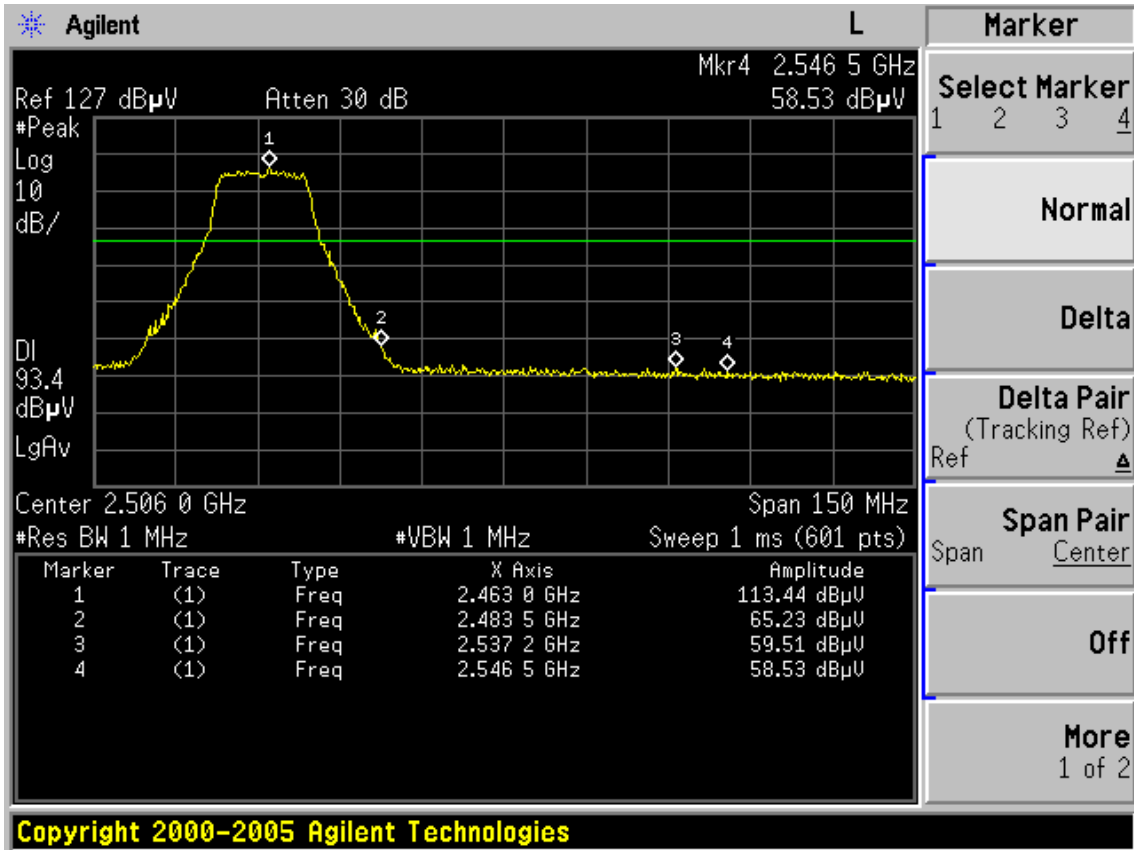 Agilent
L
Marker
Mkr4 2.546 5 GHz
Ref 127 dBµV Atten 30 dB 58.53 dBµV
#Peak
Log
10
dB/
1
2
3
4
DI
93.4
dBµV
LgAv
Center 2.506 0 GHz Span 150 MHz
#Res BW 1 MHz #VBW 1 MHz Sweep 1 ms (601 pts)
Marker Trace Type X Axis Amplitude
1 (1) Freq 2.463 0 GHz 113.44 dBµV
2 (1) Freq 2.483 5 GHz 65.23 dBµV
3 (1) Freq 2.537 2 GHz 59.51 dBµV
4 (1) Freq 2.546 5 GHz 58.53 dBµV
Select Marker
1 2 3 4
Normal
Delta
Delta Pair
(Tracking Ref)
Ref Δ
Span Pair
Span Center
Off
More
1 of 2
Copyright 2000-2005 Agilent Technologies